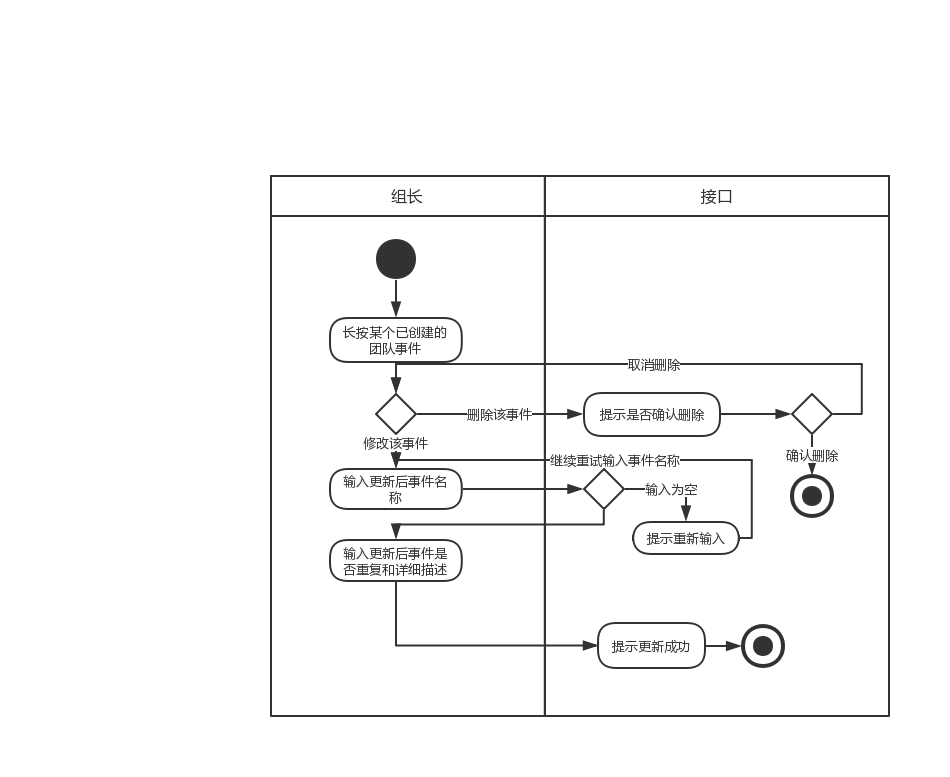 组长
接口
长按某个已创建的
团队事件
取消删除
删除该事件
提示是否确认删除
修改该事件
确认删除
继续重试输入事件名称
输入更新后事件名
称
输入为空
提示重新输入
输入更新后事件是
否重复和详细描述
提示更新成功